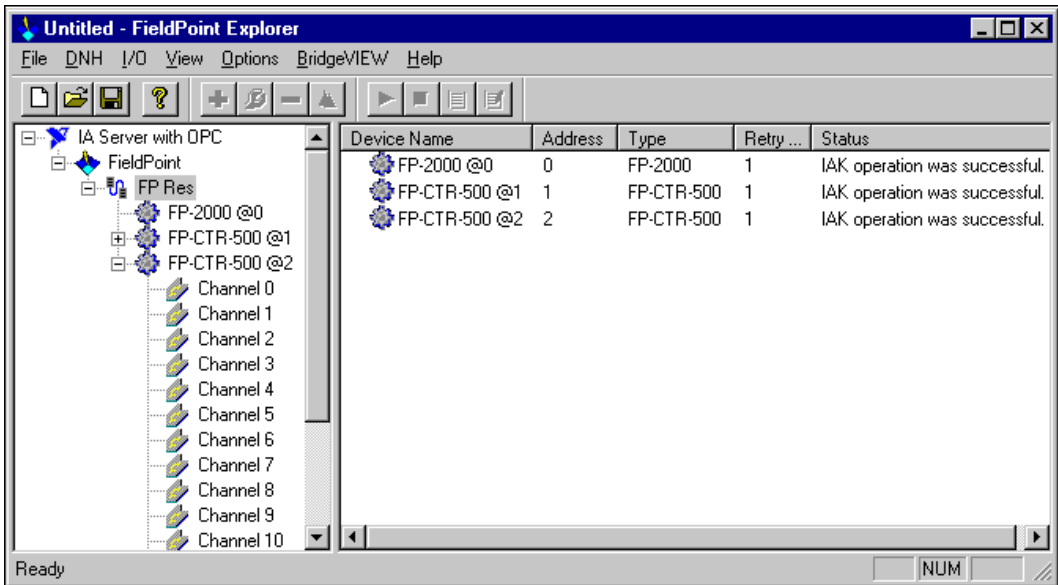 Untitled - FieldPoint Explorer
File DNH I/O View Options BridgeVIEW Help
IA Server with OPC
FieldPoint
FP Res
FP-2000 @0
FP-CTR-500 @1
FP-CTR-500 @2
Channel 0
Channel 1
Channel 2
Channel 3
Channel 4
Channel 5
Channel 6
Channel 7
Channel 8
Channel 9
Channel 10
Device Name Address Type Retry ... Status
FP-2000 @0 0 FP-2000 1 IAK operation was successful.
FP-CTR-500 @1 1 FP-CTR-500 1 IAK operation was successful.
FP-CTR-500 @2 2 FP-CTR-500 1 IAK operation was successful.
Ready NUM